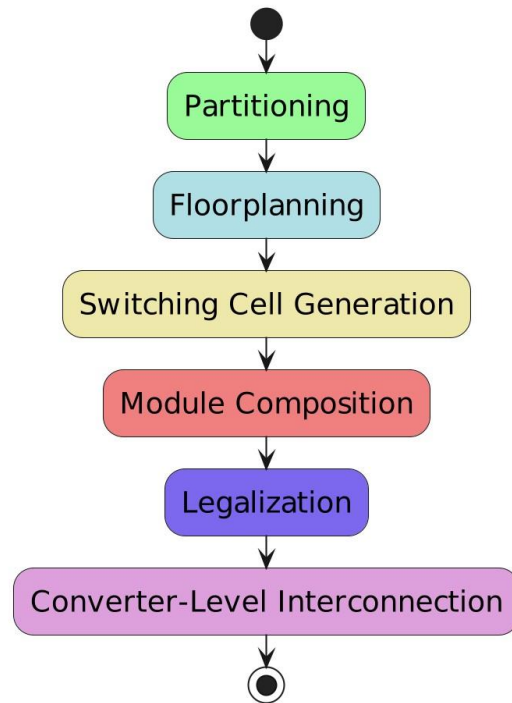 Partitioning
Floorplanning
Switching Cell Generation
Module Composition
Legalization
Converter-Level Interconnection